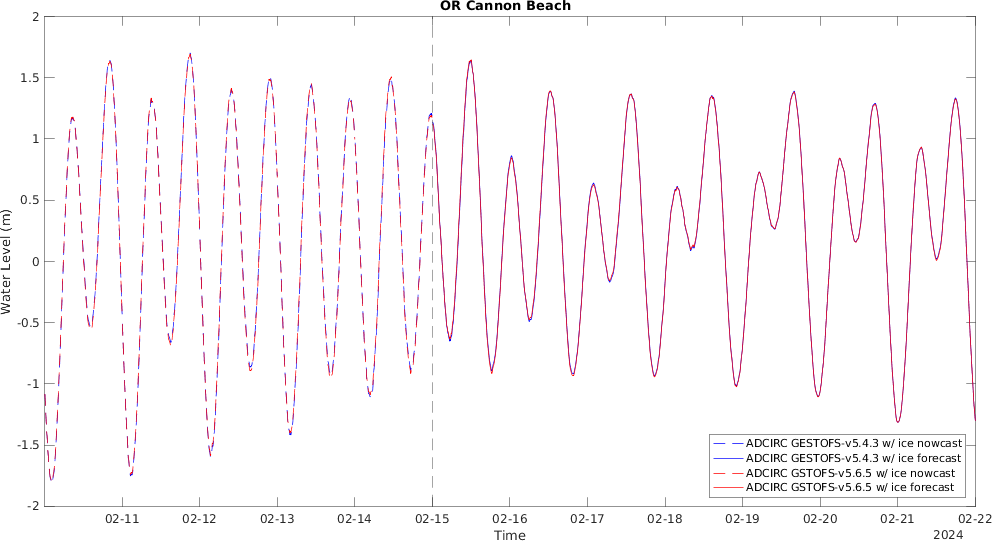 OR Cannon Beach
2
1.5
1
0.5
0
-0.5
-1
-1.5
-2
Water Level (m)
02-11 02-12 02-13 02-14 02-15 02-16 02-17 02-18 02-19 02-20 02-21 02-22
Time
2024
ADCIRC GESTOFS-v5.4.3 w/ ice nowcast
ADCIRC GESTOFS-v5.4.3 w/ ice forecast
ADCIRC GSTOFS-v5.6.5 w/ ice nowcast
ADCIRC GSTOFS-v5.6.5 w/ ice forecast